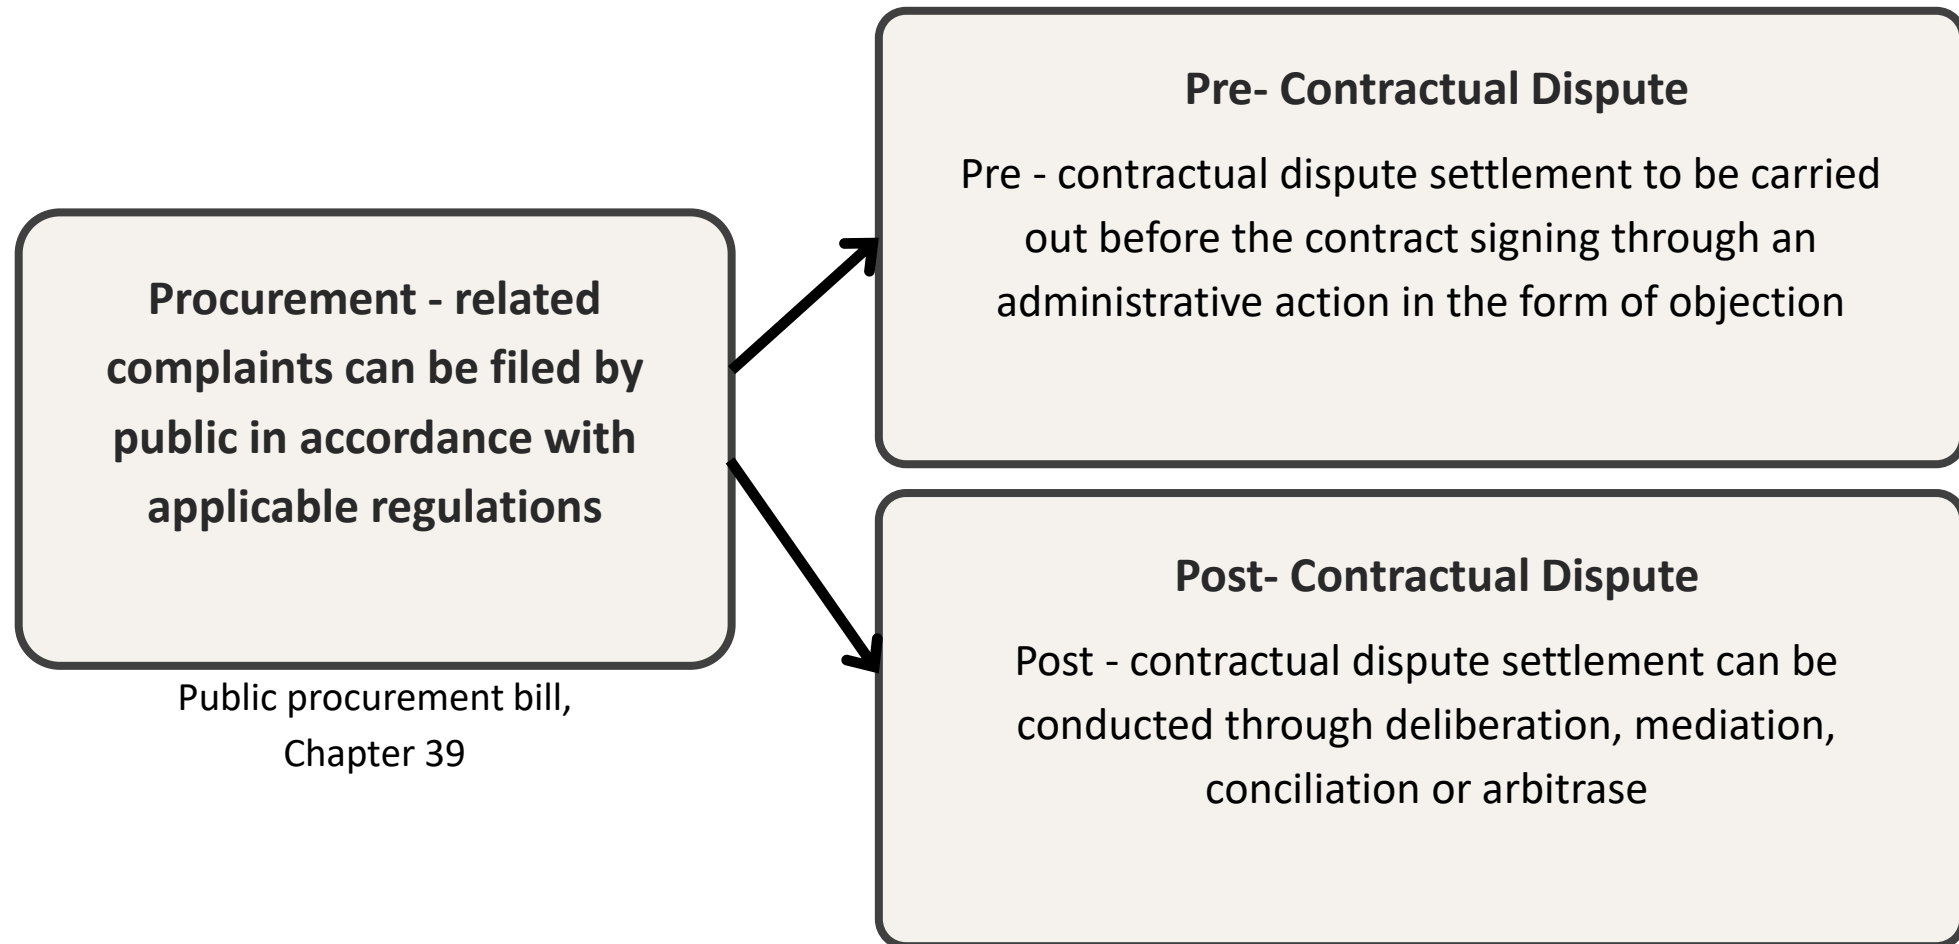 Procurement - related
complaints can be filed by
public in accordance with
applicable regulations
Public procurement bill,
Chapter 39
Pre- Contractual Dispute
Pre - contractual dispute settlement to be carried
out before the contract signing through an
administrative action in the form of objection
Post- Contractual Dispute
Post - contractual dispute settlement can be
conducted through deliberation, mediation,
conciliation or arbitrase